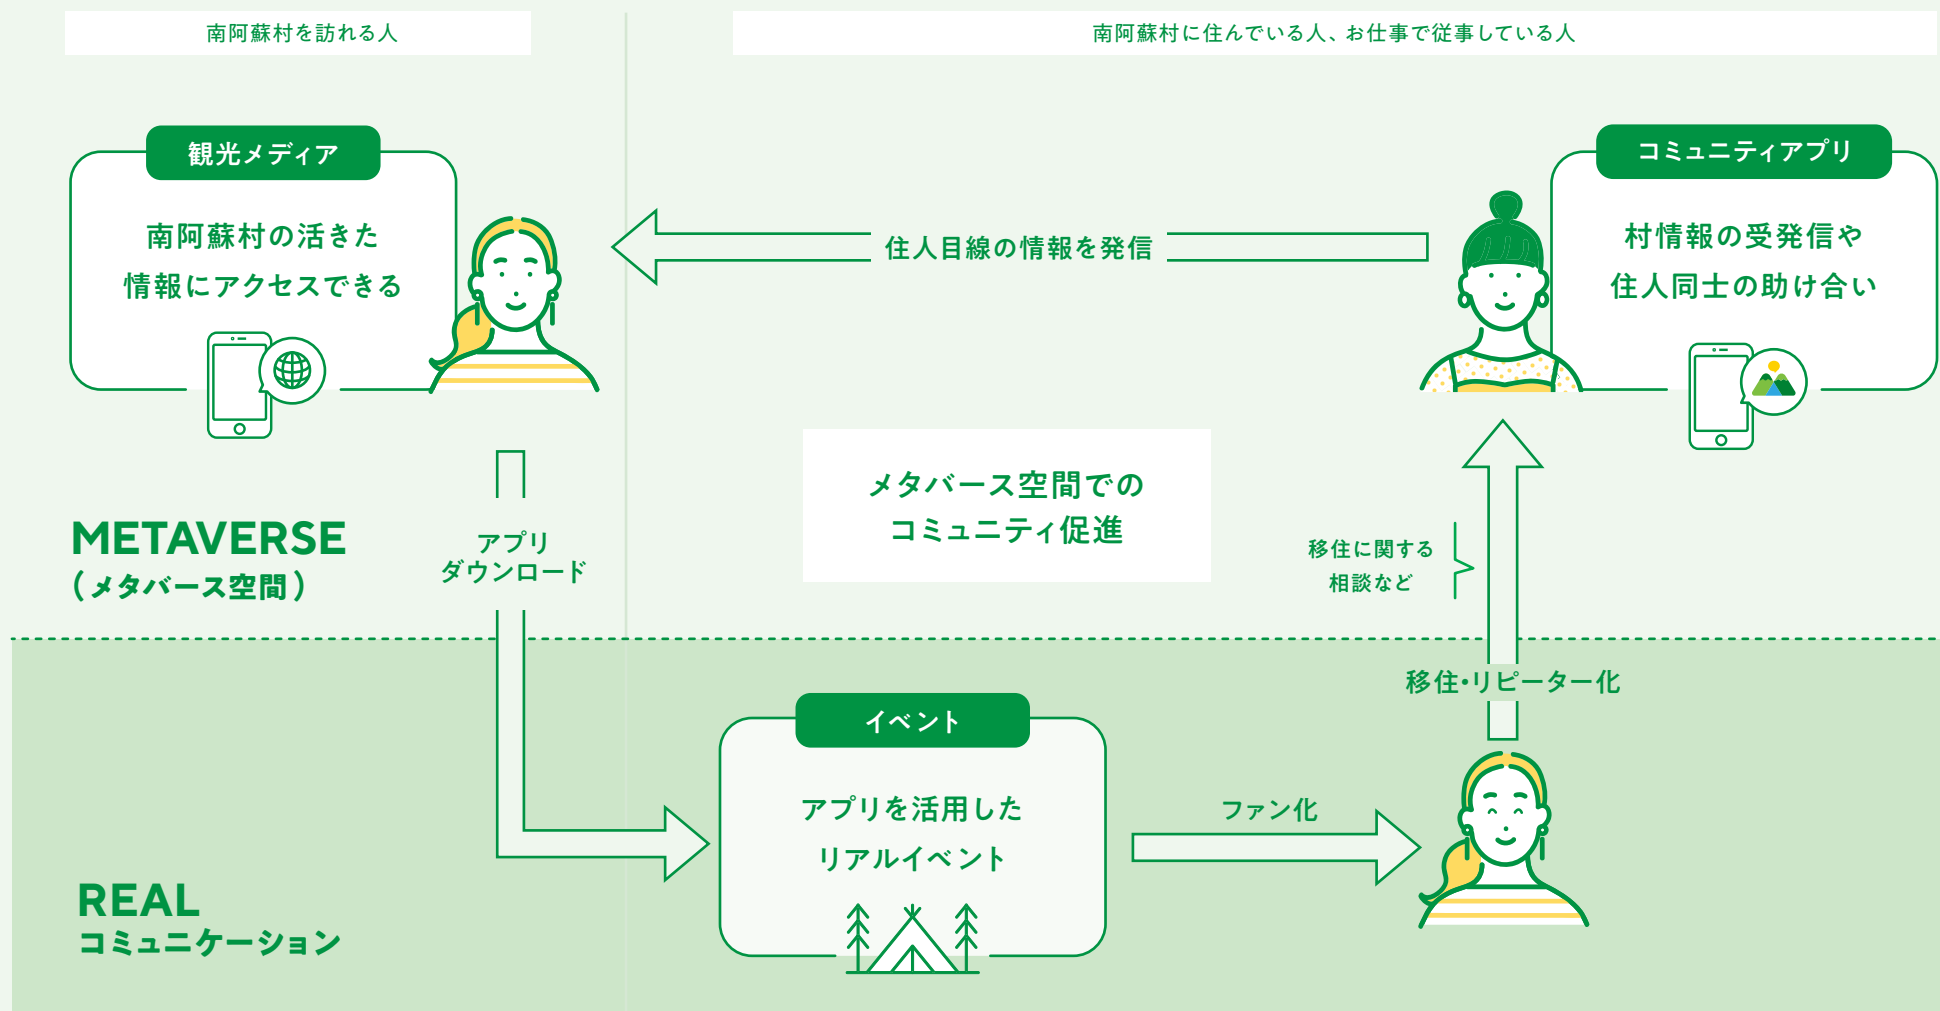 南阿蘇村を訪れる人
南阿蘇村に住んでいる人、お仕事で従事している人
観光メディア
南阿蘇村の活きた
情報にアクセスできる
住人目線の情報を発信
コミュニティアプリ
村情報の受発信や
住人同士の助け合い
METAVERSE
(メタバース空間)
アプリ
ダウンロード
メタバース空間での
コミュニティ促進
移住に関する
相談など
移住・リピーター化
イベント
アプリを活用した
リアルイベント
ファン化
REAL
コミュニケーション